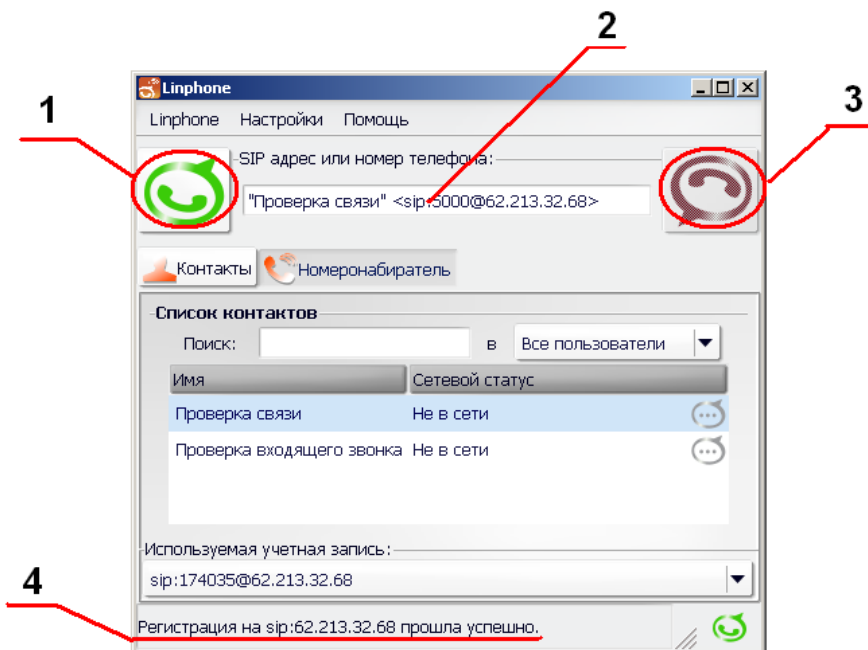 2
1
3
Linphone
Linphone Настройки Помощь
SIP адрес или номер телефона:
"Проверка связи" <sip:5000@62.213.32.68>
Контакты Номеронабиратель
Список контактов
Поиск: в Все пользователи
Имя Сетевой статус
Проверка связи Не в сети
Проверка входящего звонка Не в сети
Используемая учетная запись:
sip:174035@62.213.32.68
4
Регистрация на sip:62.213.32.68 прошла успешно.